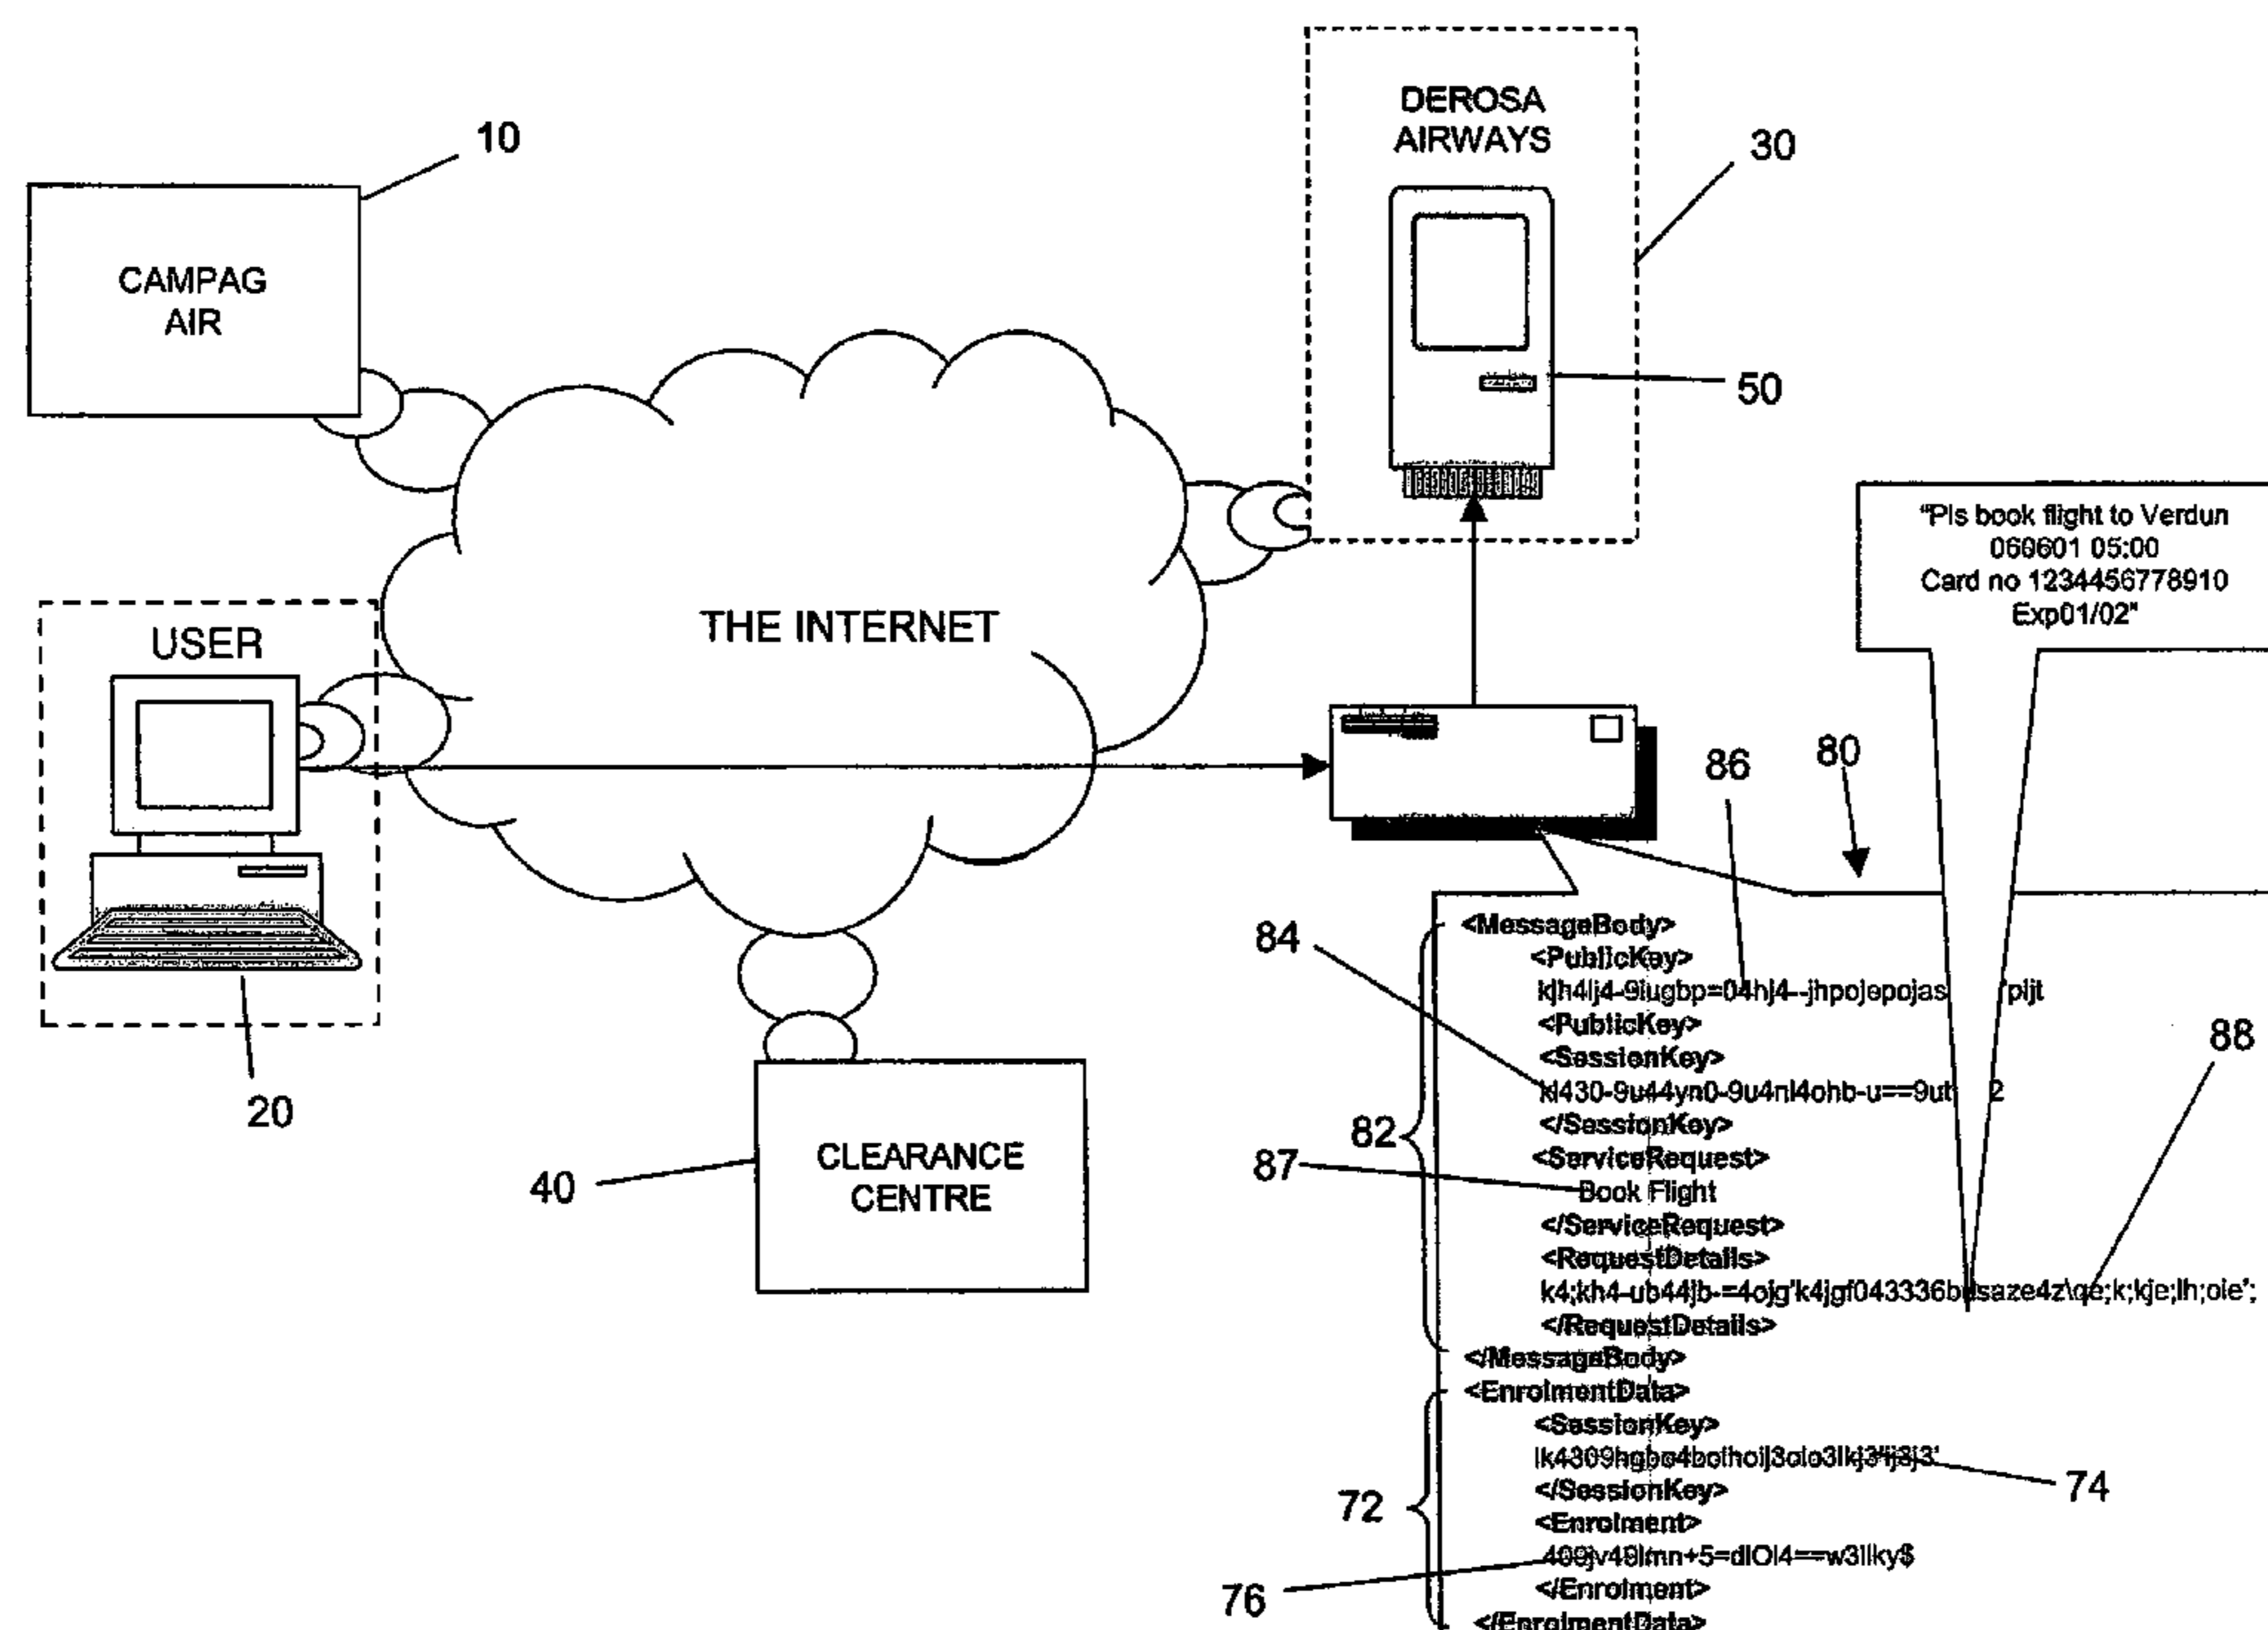 10
CAMPAG
AIR
DEROSA
AIRWAYS
30
50
USER
20
THE INTERNET
40
CLEARANCE
CENTRE
"Pls book flight to Verdun
060601 05:00
Card no 1234456778910
Exp01/02"
86
80
84
82
87
88
<MessageBody>
<PublicKey>
<PublicKey>
<SessionKey>
</SessionKey>
<ServiceRequest>
Book Flight
</ServiceRequest>
<RequestDetails>
</RequestDetails>
</MessageBody>
<EnrolmentData>
<SessionKey>
74
</SessionKey>
72
<Enrolment>
76
</Enrolment>
</EnrolmentData>